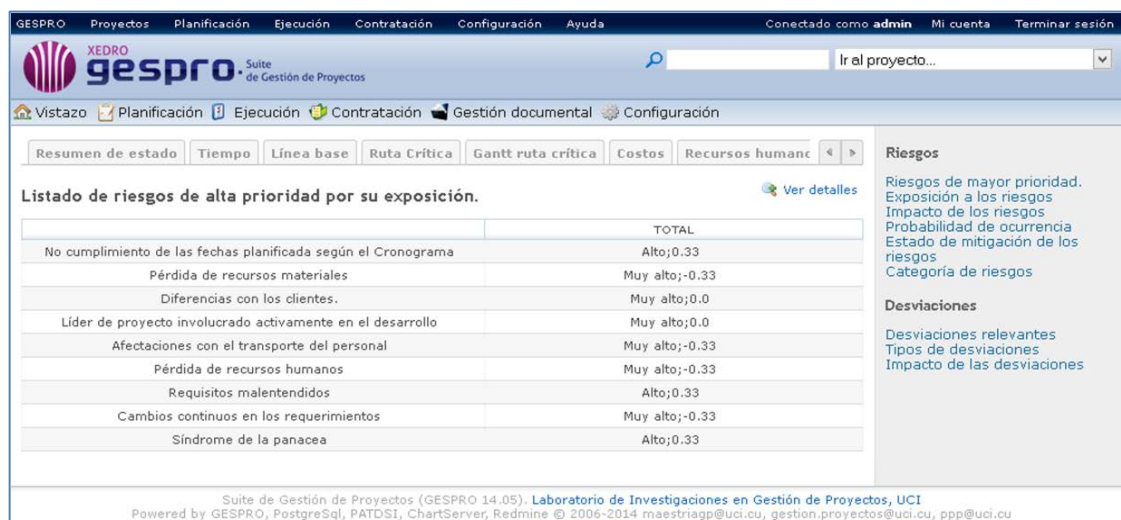 GESPRO Proyectos Planificación Ejecución Contratación Configuración Ayuda Conectado como admin Mi cuenta Terminar sesión
XEDRO
gespro. Suite
de Gestión de Proyectos
Ir al proyecto...
Vistazo Planificación Ejecución Contratación Gestión documental Configuración
Resumen de estado Tiempo Línea base Ruta Crítica Gantt ruta crítica Costos Recursos humanc
Listado de riesgos de alta prioridad por su exposición.
Ver detalles
TOTAL
No cumplimiento de las fechas planificada según el Cronograma Alto;0.33
Pérdida de recursos materiales Muy alto;-0.33
Diferencias con los clientes. Muy alto;0.0
Líder de proyecto involucrado activamente en el desarrollo Muy alto;0.0
Afectaciones con el transporte del personal Muy alto;-0.33
Pérdida de recursos humanos Muy alto;-0.33
Requisitos malentendidos Alto;0.33
Cambios continuos en los requerimientos Muy alto;-0.33
Síndrome de la panacea Alto;0.33
Riesgos
Riesgos de mayor prioridad.
Exposición a los riesgos
Impacto de los riesgos
Probabilidad de ocurrencia
Estado de mitigación de los
riesgos
Categoría de riesgos
Desviaciones
Desviaciones relevantes
Tipos de desviaciones
Impacto de las desviaciones
Suite de Gestión de Proyectos (GESPRO 14.05). Laboratorio de Investigaciones en Gestión de Proyectos, UCI
Powered by GESPRO, PostgreSql, PATDSI, ChartServer, Redmine © 2006-2014 maestriagp@uci.cu, gestion.proyectos@uci.cu, ppp@uci.cu